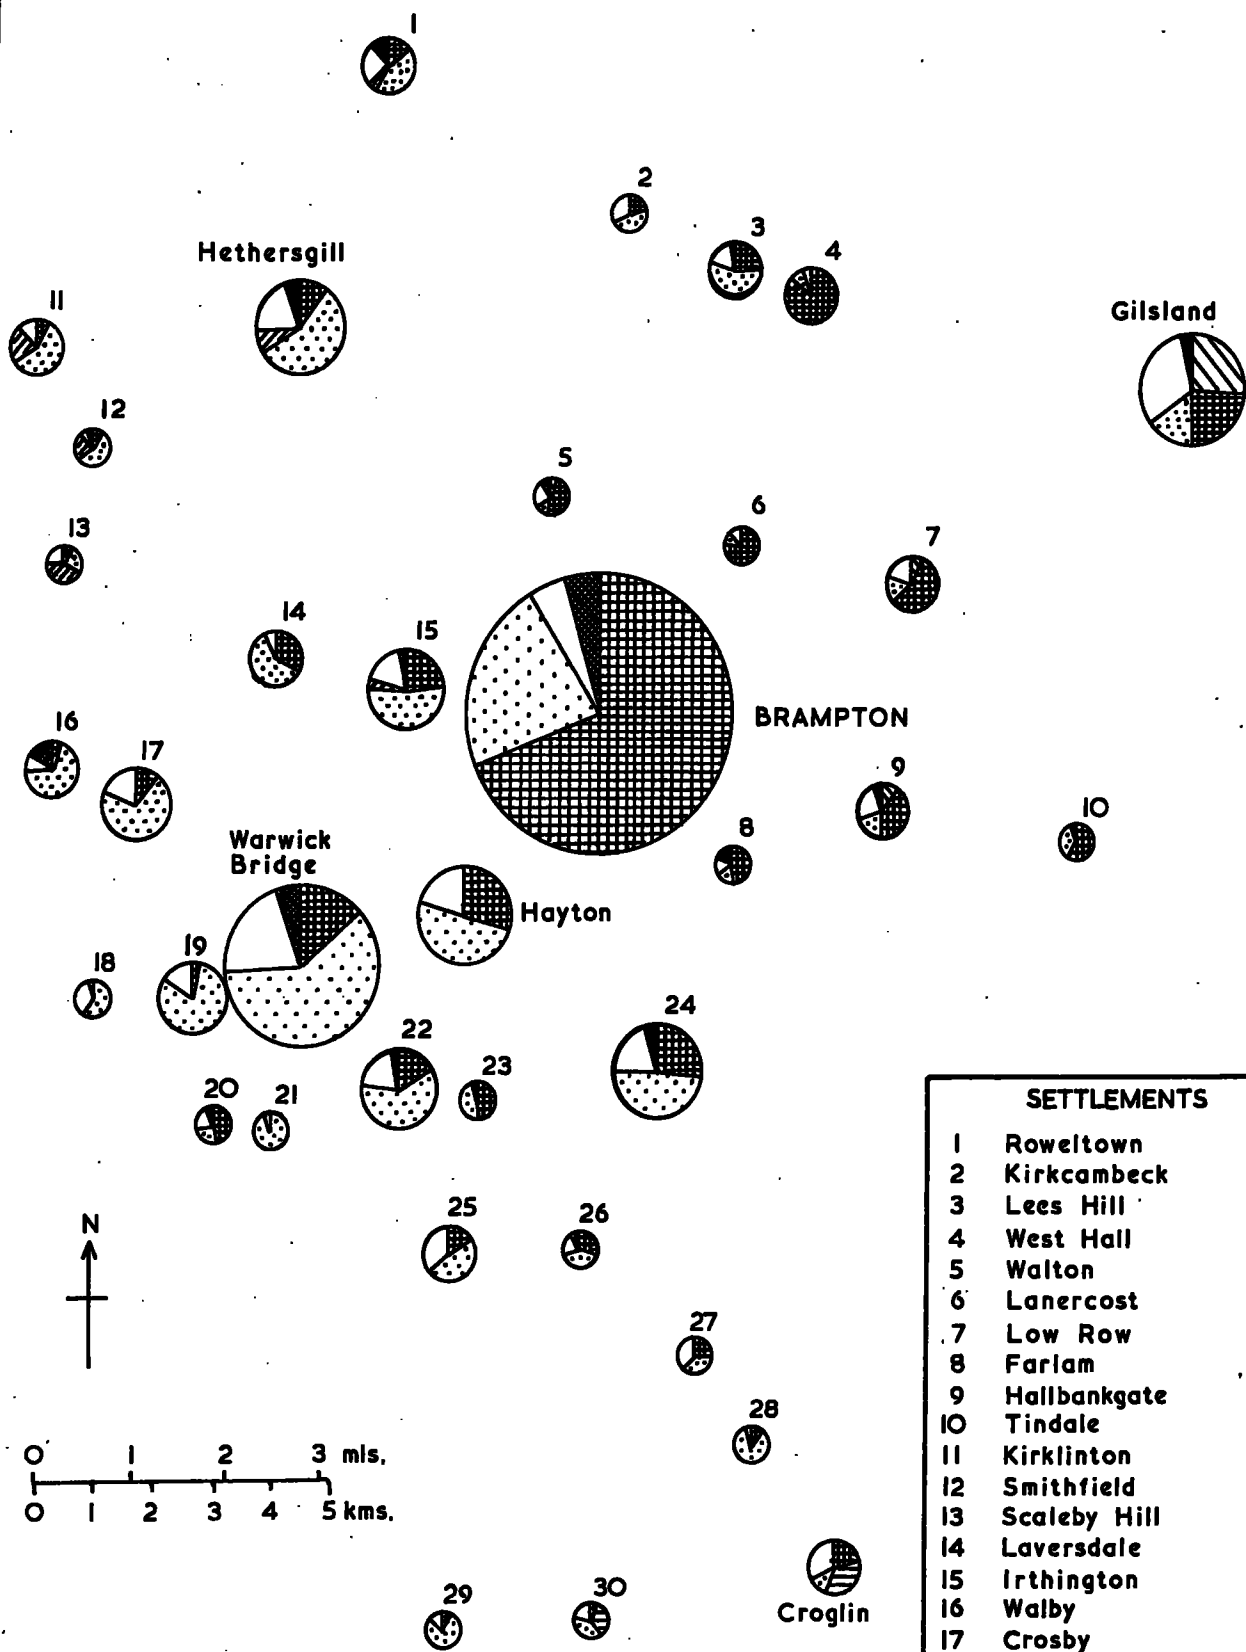 1
2
3
4
Hethersgill
11
Gilsland
12
5
6
13
7
14
15
16
BRAMPTON
17
9
10
8
Warwick
Bridge
Hayton
18
19
24
22
23
20
21
25
26
N
27
28
0 1 2 3 mls.
0 1 2 3 4 5 kms.
29
30
Croglin
SETTLEMENTS
1 Roweltown
2 Kirkcambeck
3 Lees Hill
4 West Hall
5 Walton
6 Lanercost
7 Low Row
8 Farlam
9 Hallbankgate
10 Tindale
11 Kirklinton
12 Smithfield
13 Scaleby Hill
14 Laversdale
15 Irthington
16 Walby
17 Crosby